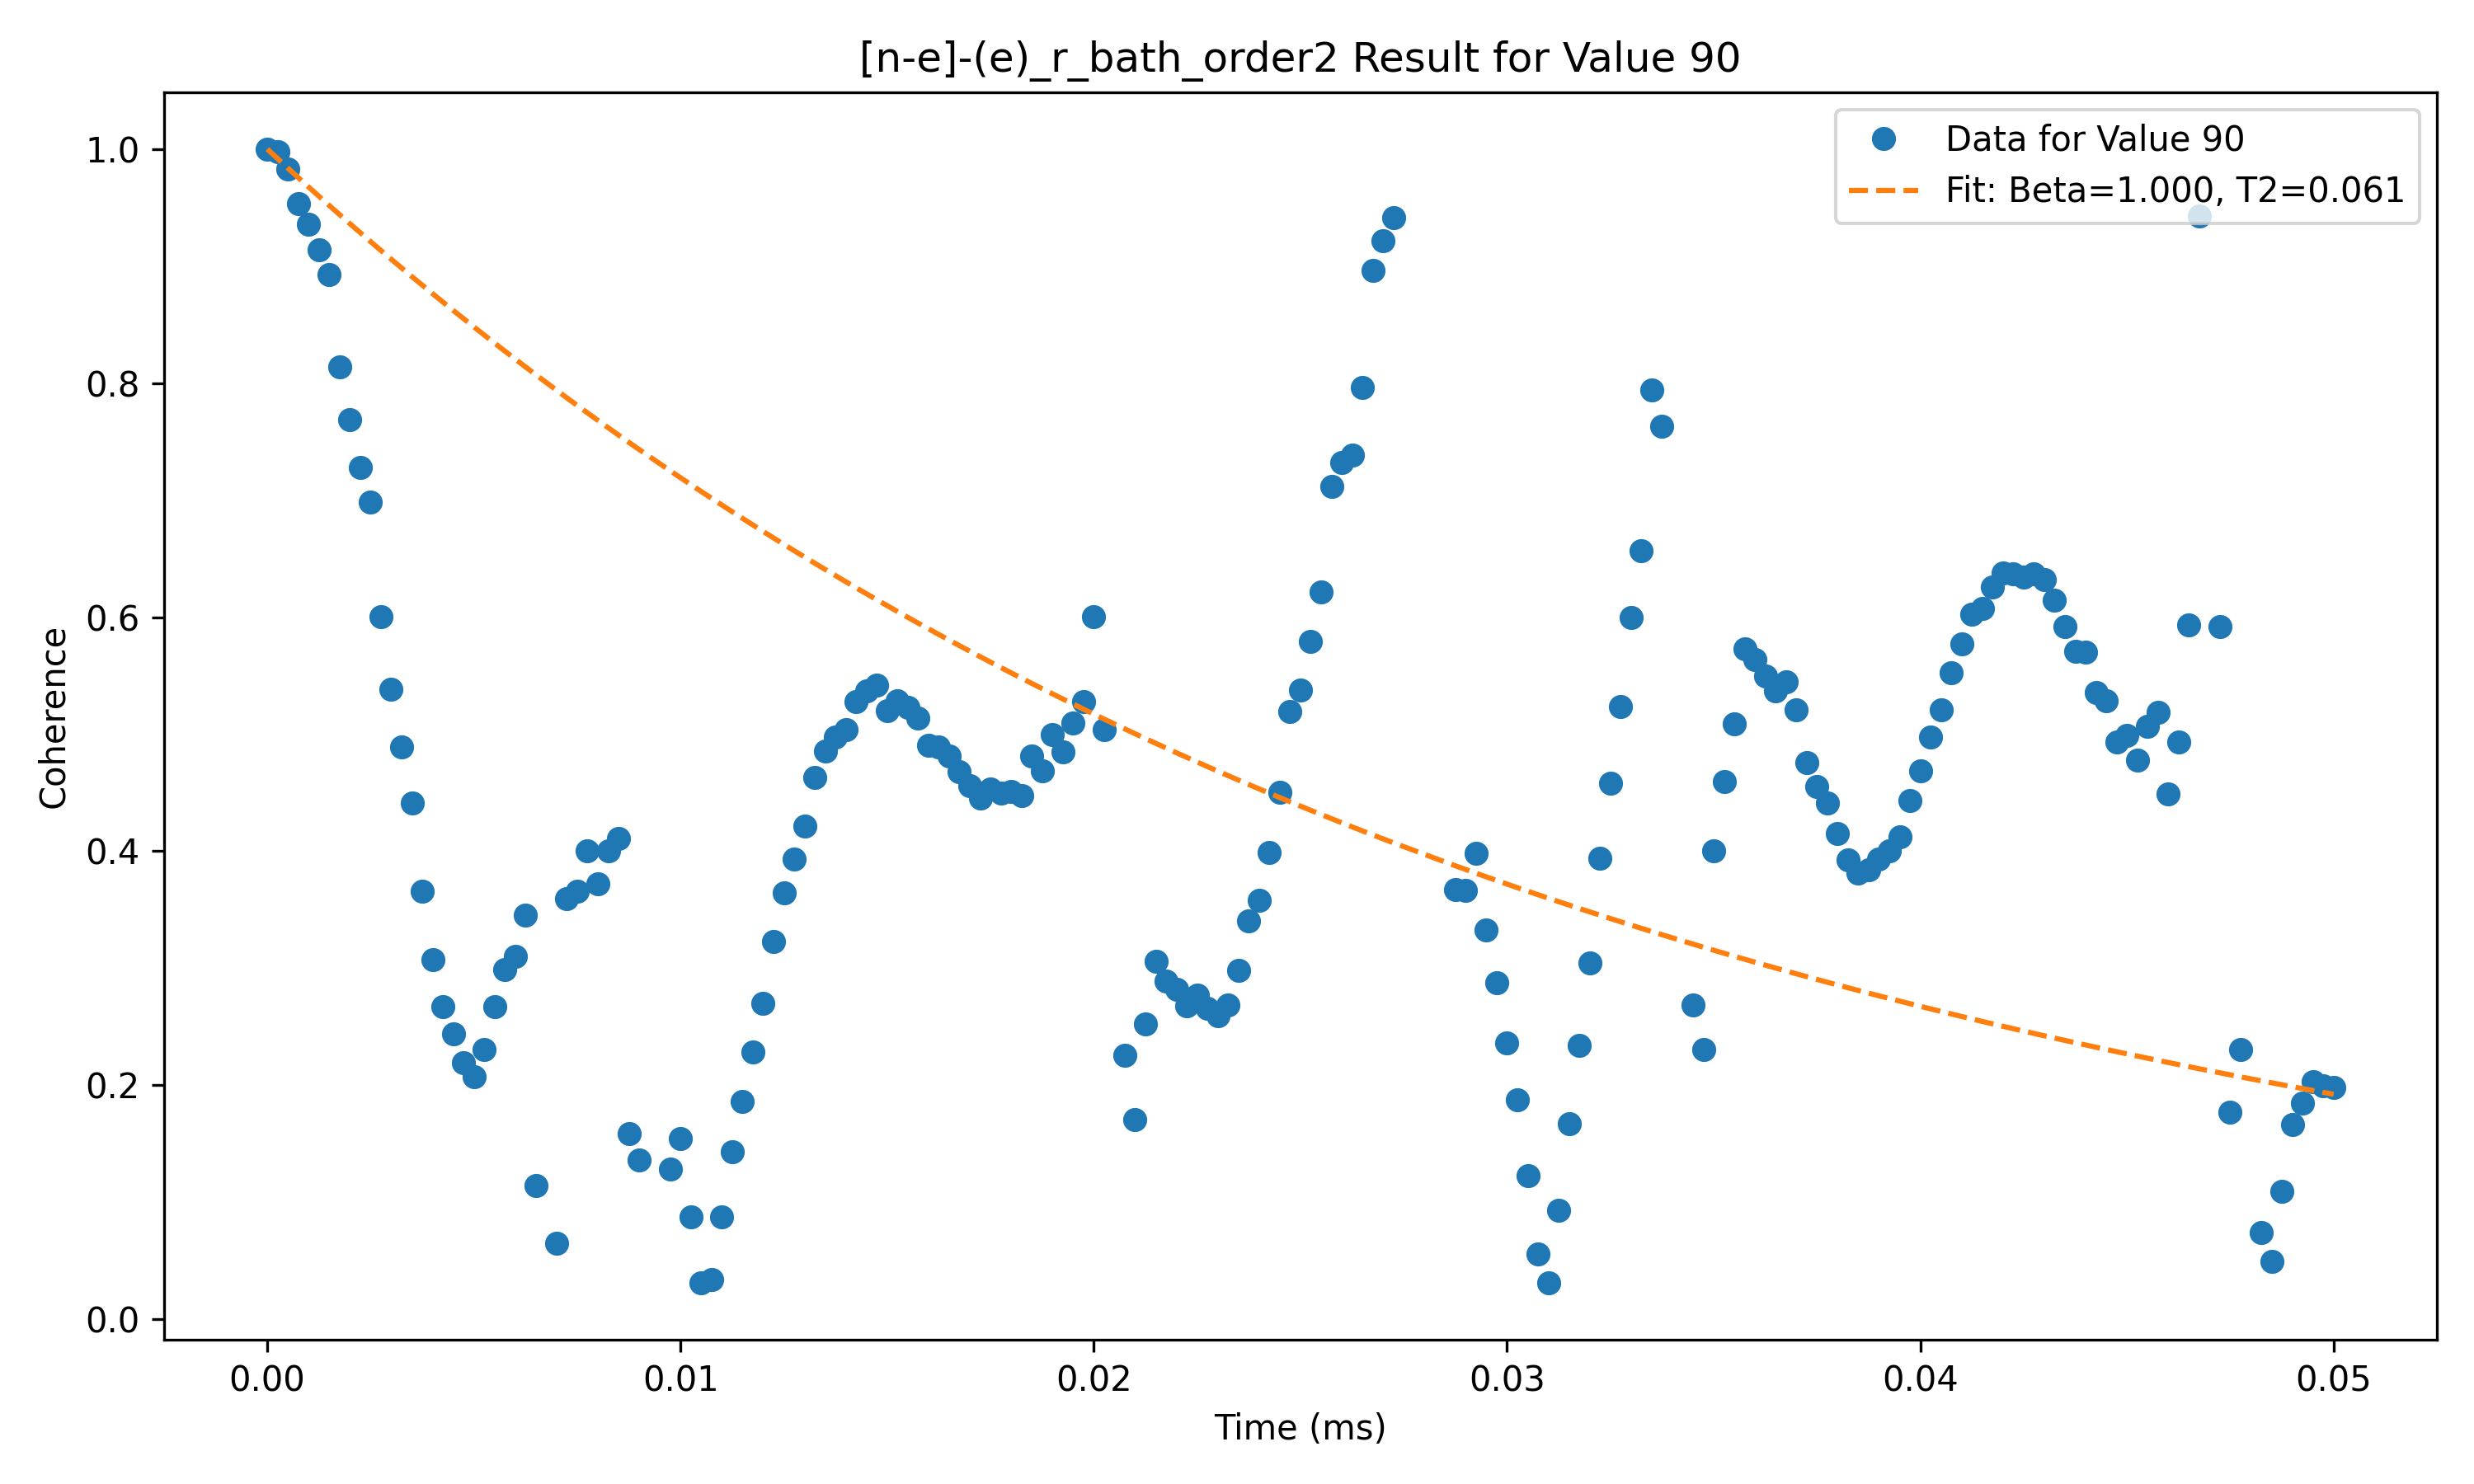 [n-e]-(e)_r_bath_order2 Result for Value 90
Data for Value 90
Fit: Beta=1.000, T2=0.061
Coherence
1.0
0.8
0.6
0.4
0.2
0.0
0.00 0.01 0.02 0.03 0.04 0.05
Time (ms)